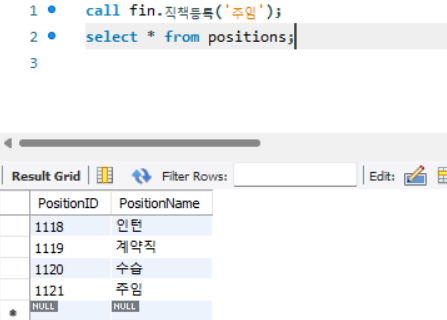 1 call fin.직책등록('주임');
2 select * from positions;
3
Result Grid Filter Rows: Edit:
PositionID PositionName
1118 인턴
1119 계약직
1120 수습
1121 주임
* NULL NULL